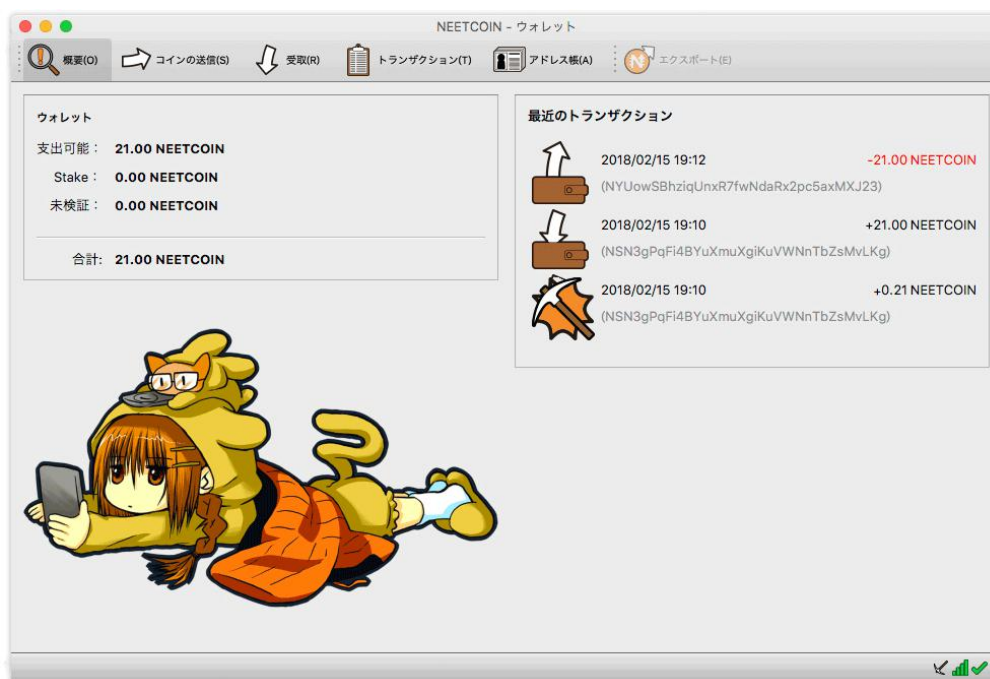 NEETCOIN - ウォレット
概要(O) コインの送信(S) 受取(R) トランザクション(T) アドレス帳(A) エクスポート(E)
ウォレット
支出可能： 21.00 NEETCOIN
Stake： 0.00 NEETCOIN
未検証： 0.00 NEETCOIN
合計: 21.00 NEETCOIN
最近のトランザクション
2018/02/15 19:12 -21.00 NEETCOIN
(NYUowSBhziqUnxR7fwNdaRx2pc5axMXJ23)
2018/02/15 19:10 +21.00 NEETCOIN
(NSN3gPqFi4BYuXmuXgiKuVWNnTbZsMvLKg)
2018/02/15 19:10 +0.21 NEETCOIN
(NSN3gPqFi4BYuXmuXgiKuVWNnTbZsMvLKg)